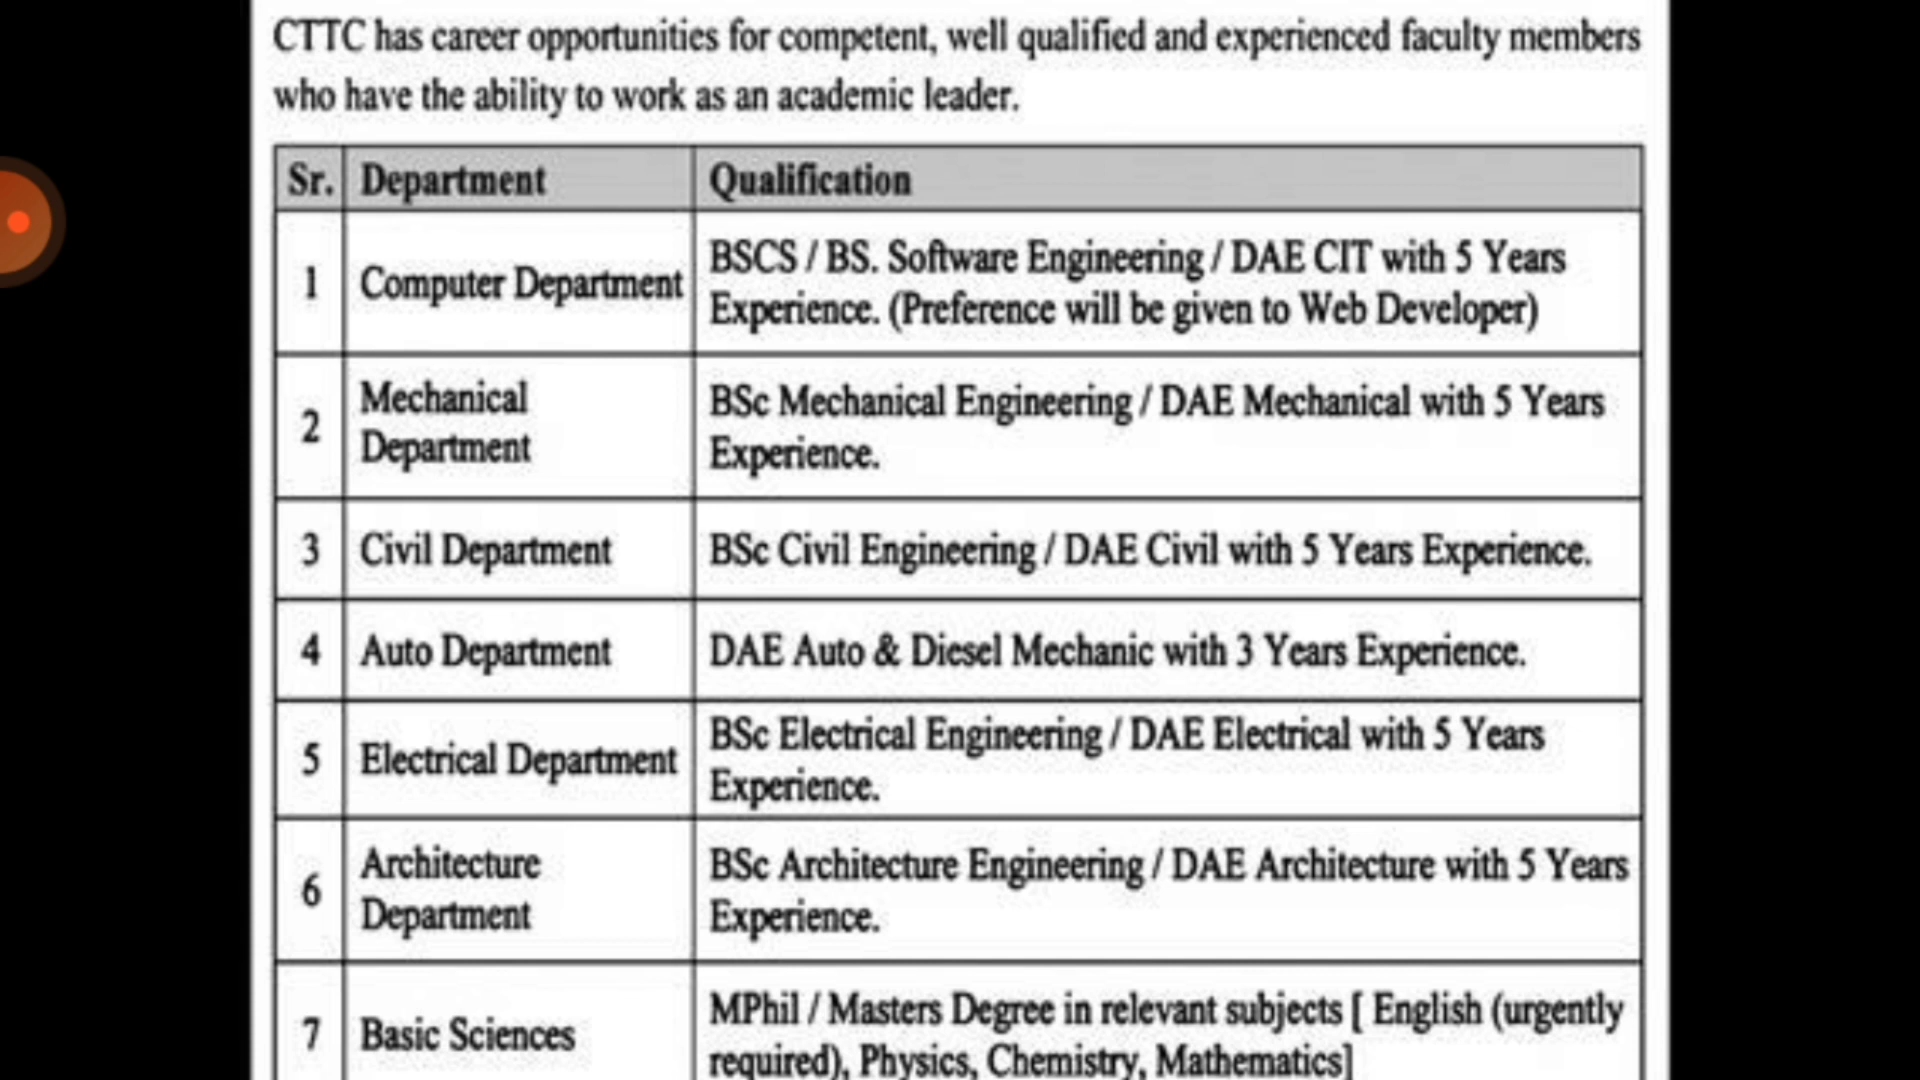 CTTC has career opportunities for competent, well qualified and experienced faculty members
who have the ability to work as an academic leader.
Sr. Department Qualification
1 Computer Department BSCS / BS. Software Engineering / DAE CIT with 5 Years
Experience. (Preference will be given to Web Developer)
2 Mechanical
Department BSc Mechanical Engineering / DAE Mechanical with 5 Years
Experience.
3 Civil Department BSc Civil Engineering / DAE Civil with 5 Years Experience.
4 Auto Department DAE Auto & Diesel Mechanic with 3 Years Experience.
5 Electrical Department BSc Electrical Engineering / DAE Electrical with 5 Years
Experience.
6 Architecture
Department BSc Architecture Engineering / DAE Architecture with 5 Years
Experience.
7 Basic Sciences MPhil / Masters Degree in relevant subjects [ English (urgently
required), Physics, Chemistry, Mathematics]